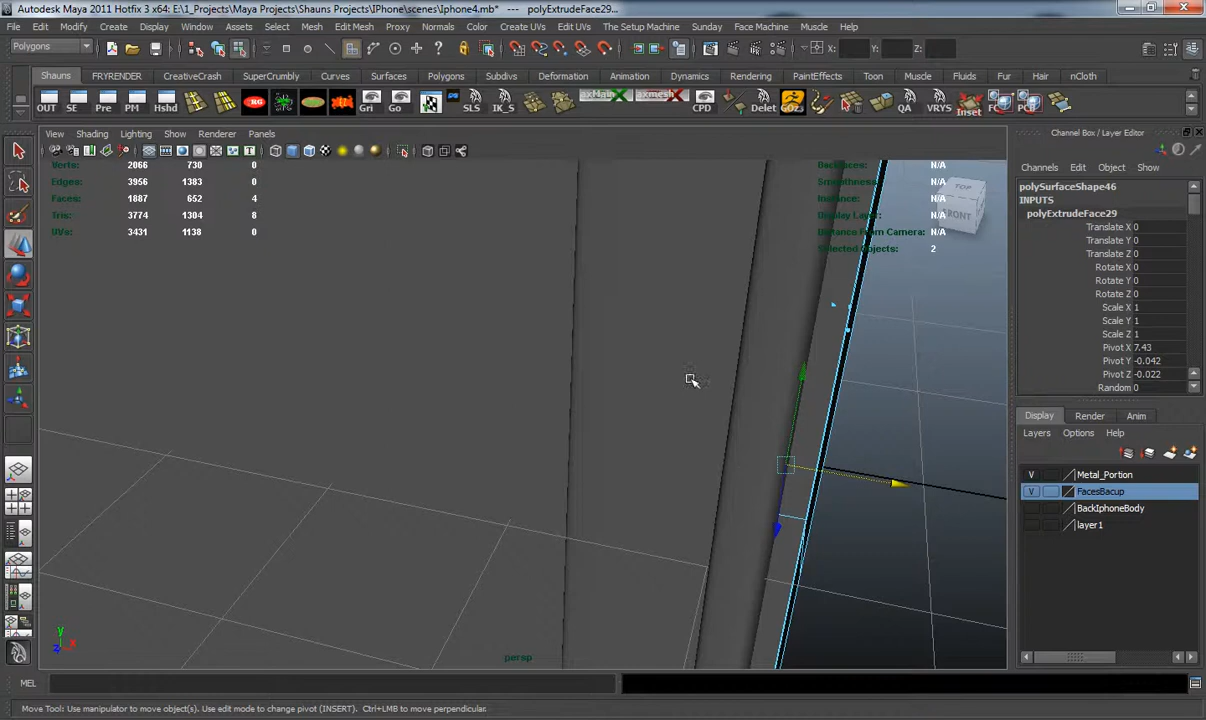 Autodesk Maya 2011 Hotfix 3 x64: E:\1_Projects\Maya Projects\Shauns Projects\IPhone\scenes\Iphone4.mb* --- polyExtrudeFace29...
File Edit Modify Create Display Window Assets Select Mesh Edit Mesh Proxy Normals Color Create UVs Edit UVs The Setup Machine Sunday Face Machine Muscle Help
Polygons X: Y: Z:
Shauns FRYRENDER CreativeCrash SuperCrumbly Curves Surfaces Polygons Subdivs Deformation Animation Dynamics Rendering PaintEffects Toon Muscle Fluids Fur Hair nCloth
OUT SE Pre PM Hshd Gri Go SLS IK_S axMain axmesh CPD Delet GOz QA VRYS Inset FC PCB
View Shading Lighting Show Renderer Panels
Channel Box / Layer Editor
Channels Edit Object Show
Verts: 2066 730 0
Edges: 3956 1383 0
Faces: 1887 652 4
Tris: 3774 1304 8
UVs: 3431 1138 0
Backfaces: N/A
Smoothness: N/A
Instance: N/A
Display Layer: N/A
Distance From Camera: N/A
Selected Objects: 2
TOP
FRONT
polySurfaceShape46
INPUTS
polyExtrudeFace29
Translate X 0
Translate Y 0
Translate Z 0
Rotate X 0
Rotate Y 0
Rotate Z 0
Scale X 1
Scale Y 1
Scale Z 1
Pivot X 7.43
Pivot Y -0.042
Pivot Z -0.022
Random 0
Display Render Anim
Layers Options Help
V Metal_Portion
V FacesBacup
BackIphoneBody
layer1
y
z x
persp
MEL
Move Tool: Use manipulator to move object(s). Use edit mode to change pivot (INSERT). Ctrl+LMB to move perpendicular.